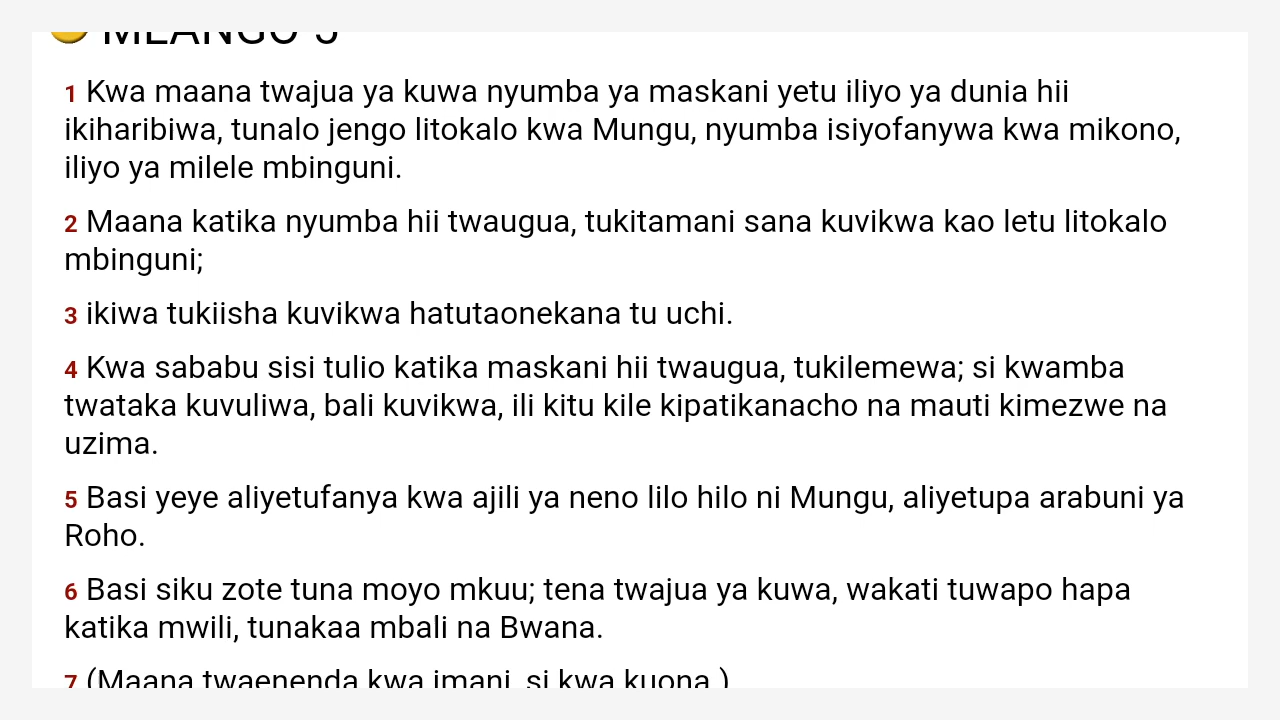 MLANGO 5
1 Kwa maana twajua ya kuwa nyumba ya maskani yetu iliyo ya dunia hii
ikiharibiwa, tunalo jengo litokalo kwa Mungu, nyumba isiyofanywa kwa mikono,
iliyo ya milele mbinguni.
2 Maana katika nyumba hii twaugua, tukitamani sana kuvikwa kao letu litokalo
mbinguni;
3 ikiwa tukiisha kuvikwa hatutaonekana tu uchi.
4 Kwa sababu sisi tulio katika maskani hii twaugua, tukilemewa; si kwamba
twataka kuvuliwa, bali kuvikwa, ili kitu kile kipatikanacho na mauti kimezwe na
uzima.
5 Basi yeye aliyetufanya kwa ajili ya neno lilo hilo ni Mungu, aliyetupa arabuni ya
Roho.
6 Basi siku zote tuna moyo mkuu; tena twajua ya kuwa, wakati tuwapo hapa
katika mwili, tunakaa mbali na Bwana.
7 (Maana twaenenda kwa imani, si kwa kuona.)